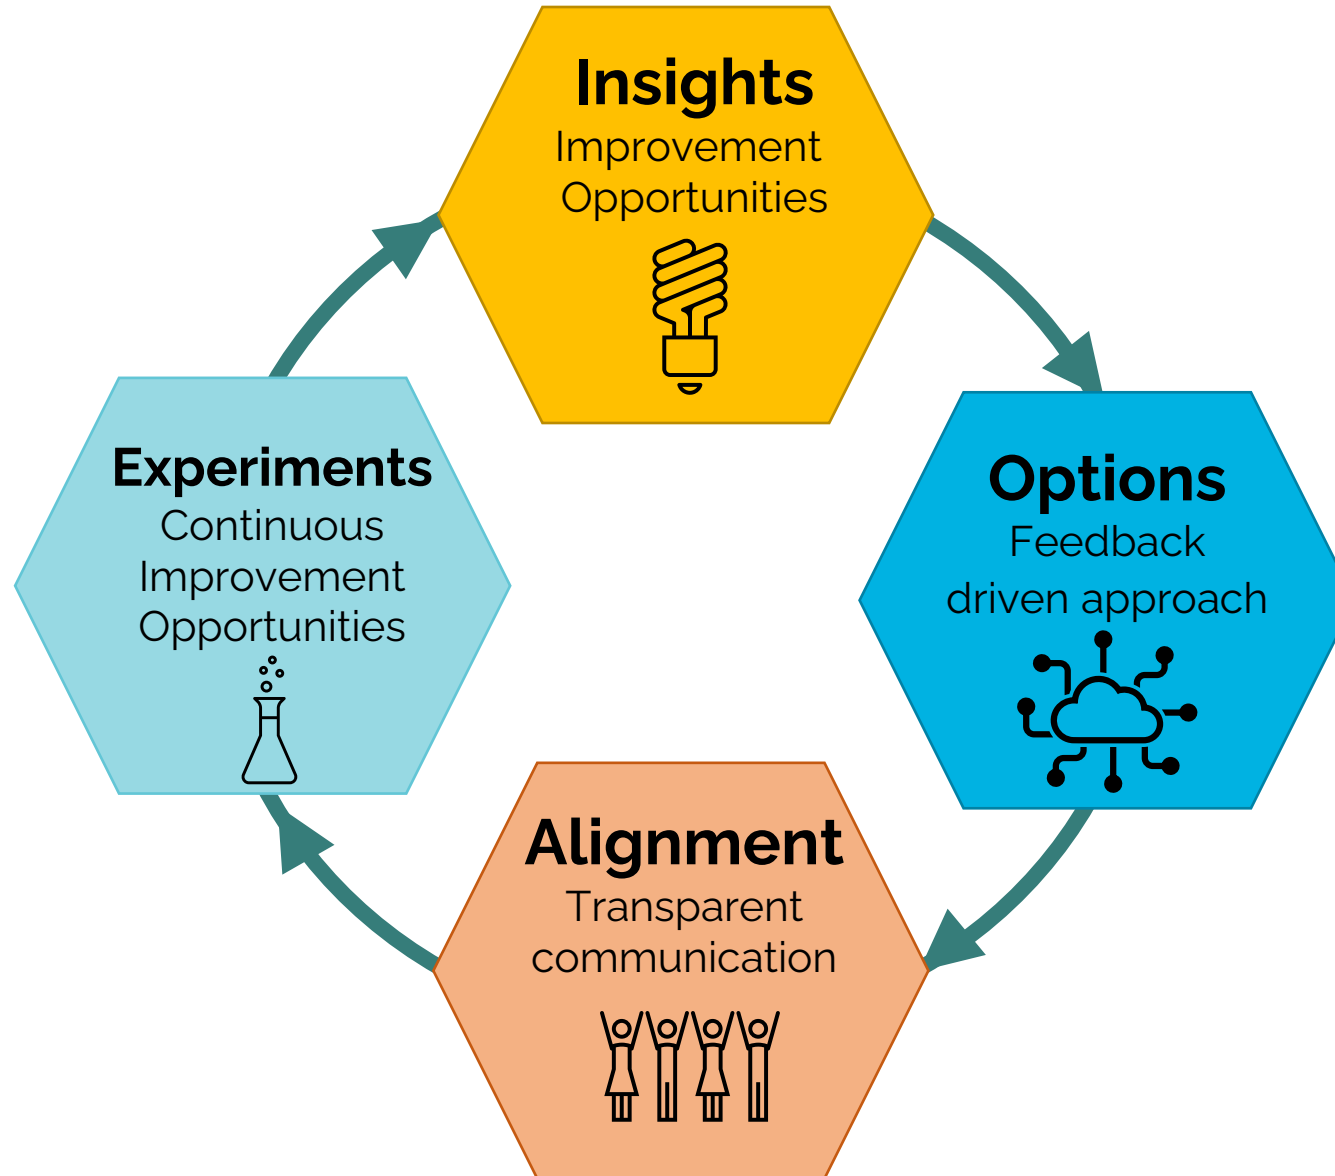 Insights
Improvement
Opportunities
Options
Feedback
driven approach
Alignment
Transparent
communication
Experiments
Continuous
Improvement
Opportunities